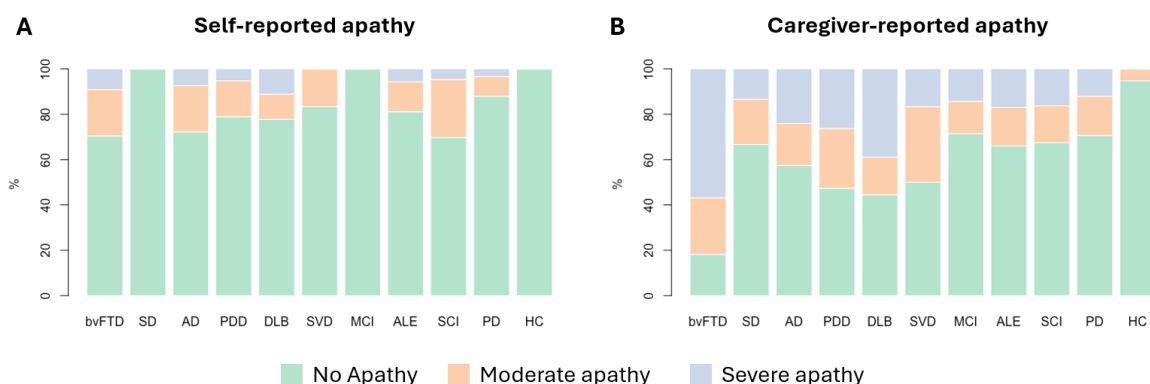 A Self-reported apathy
B Caregiver-reported apathy
100
80
60
40
20
0
%
bvFTD SD AD PDD DLB SVD MCI ALE SCI PD HC
100
80
60
40
20
0
%
bvFTD SD AD PDD DLB SVD MCI ALE SCI PD HC
No Apathy Moderate apathy Severe apathy